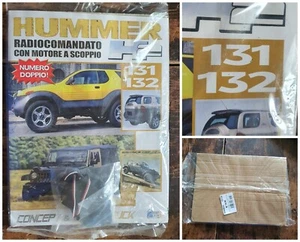 HUMMER
H2
RADIOCOMANDATO
CON MOTORE A SCOPPIO
NUMERO
DOPPIO!
131
132
CONCEP
131
132